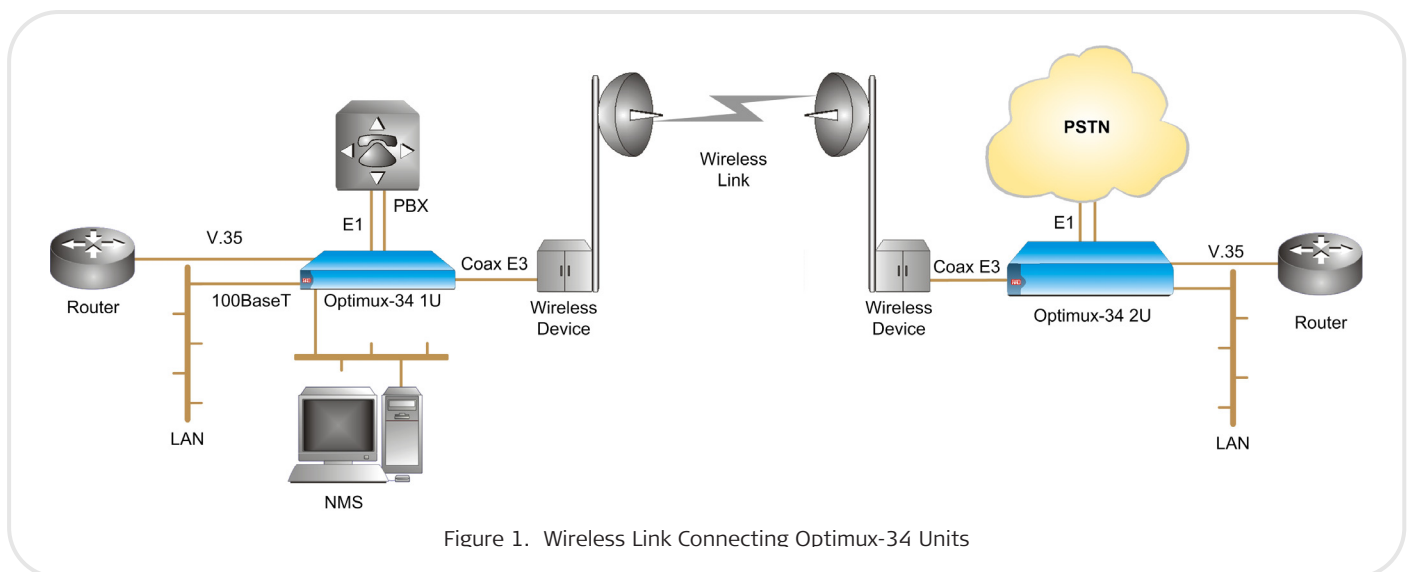 PSTN
Wireless
Link
PBX
E1
E1
V.35
V.35
Coax E3
Coax E3
Router
100BaseT
Optimux-34 1U
Wireless
Device
Wireless
Device
Optimux-34 2U
Router
LAN
LAN
NMS
Figure 1. Wireless Link Connecting Optimux-34 Units